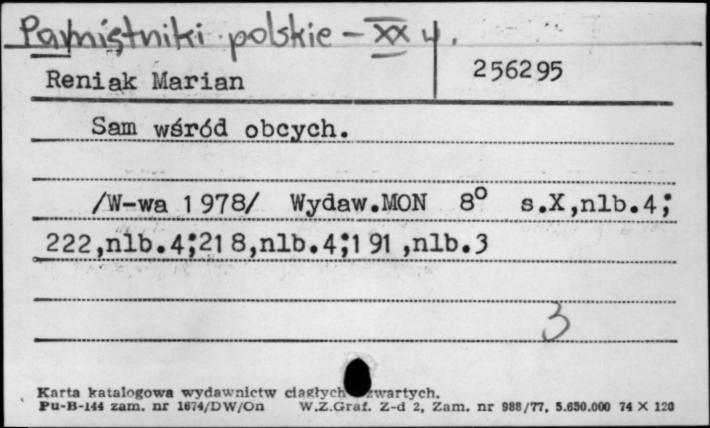 Pamiętniki polskie - XX w.
Reniak Marian 256295
Sam wśród obcych.
/W-wa 1978/ Wydaw.MON 8° s.X,nlb.4;
222,nlb.4;218,nlb.4;191,nlb.3
3
Karta katalogowa wydawnictw ciągłych zwartych.
Pu-B-144 zam. nr 1674/DW/On W.Z.Graf. Z-d 2, Zam. nr 988/77, 5.650.000 74 X 120